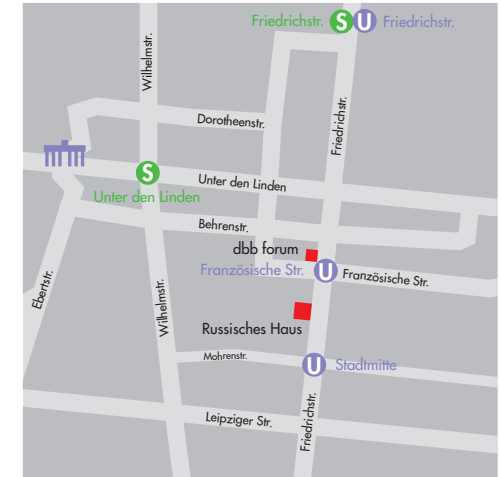 Friedrichstr. S U Friedrichstr.
Wilhelmstr.
Friedrichstr.
Dorotheenstr.
S
Unter den Linden
Unter den Linden
Behrenstr.
dbb forum
Französische Str. U Französische Str.
Ebertstr.
Wilhelmstr.
Russisches Haus
Mohrenstr.
U Stadtmitte
Leipziger Str.
Friedrichstr.